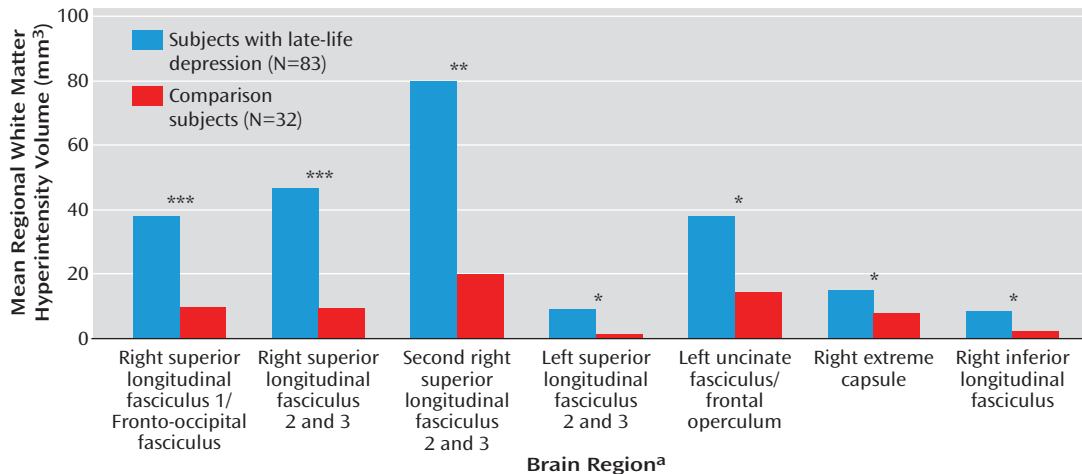 Mean Regional White Matter
Hyperintensity Volume (mm³)
100
80
60
40
20
0
Subjects with late-life
depression (N=83)
Comparison
subjects (N=32)
***
***
**
*
*
*
*
Right superior
longitudinal
fasciculus 1/
Fronto-occipital
fasciculus
Right superior
longitudinal
fasciculus
2 and 3
Second right
superior
longitudinal
fasciculus
2 and 3
Left superior
longitudinal
fasciculus
2 and 3
Left uncinate
fasciculus/
frontal
operculum
Right extreme
capsule
Right inferior
longitudinal
fasciculus
Brain Regionᵃ